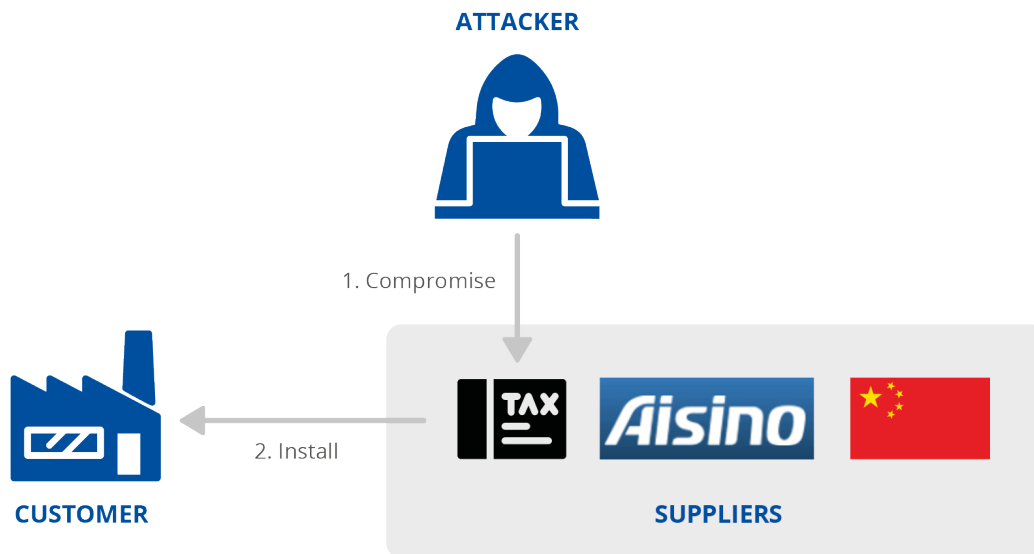 ATTACKER
1. Compromise
TAX
Aisino
2. Install
CUSTOMER
SUPPLIERS